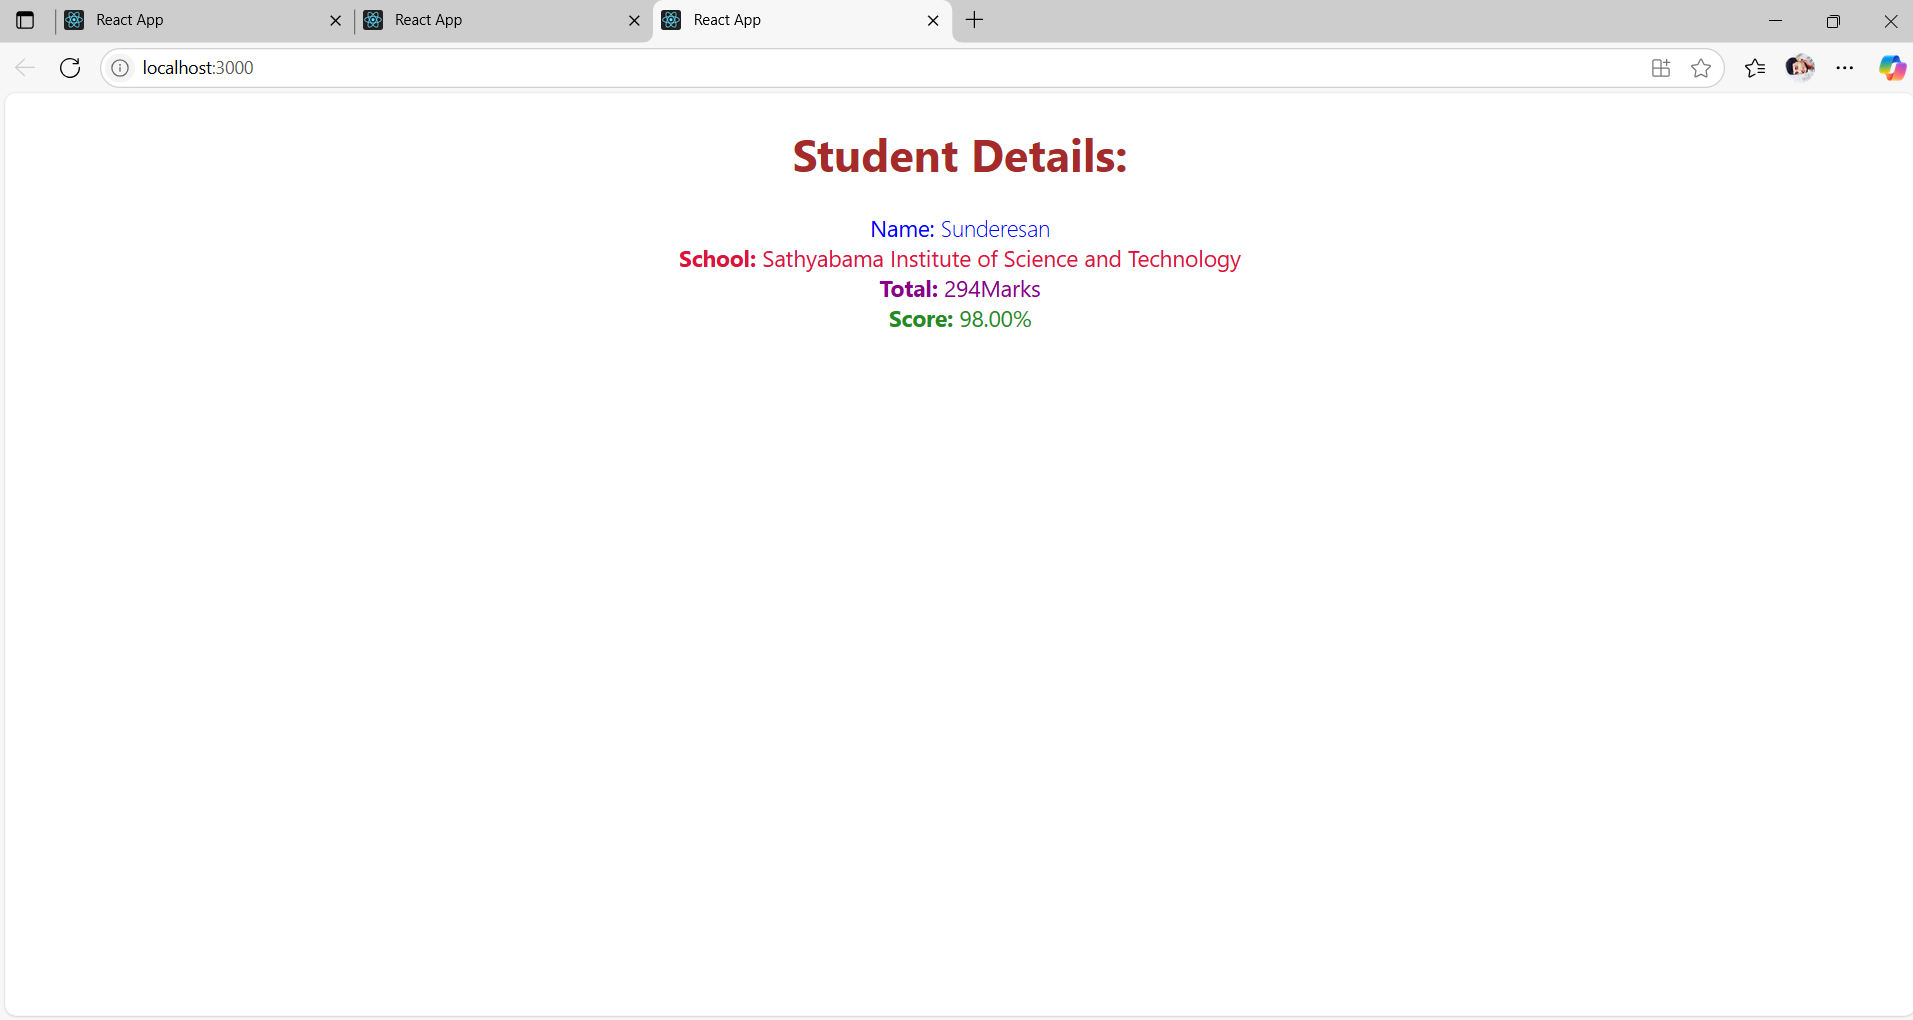 React App
React App
React App
localhost:3000
Student Details:
Name: Sunderesan
School: Sathyabama Institute of Science and Technology
Total: 294Marks
Score: 98.00%